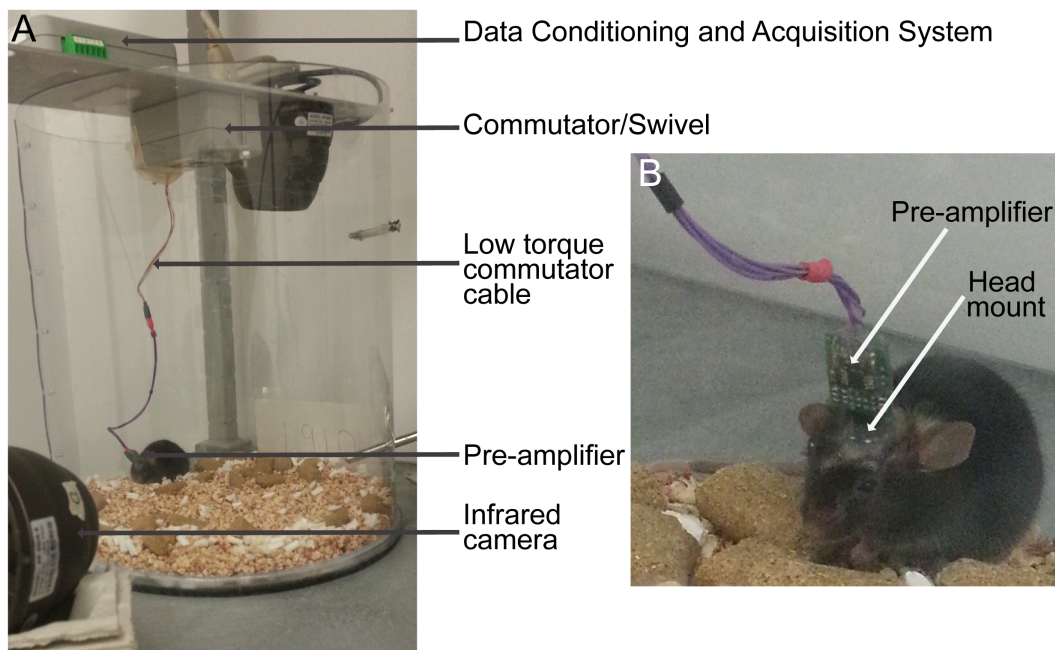 A
Data Conditioning and Acquisition System
Commutator/Swivel
Low torque
commutator
cable
Pre-amplifier
Infrared
camera
B
Pre-amplifier
Head
mount